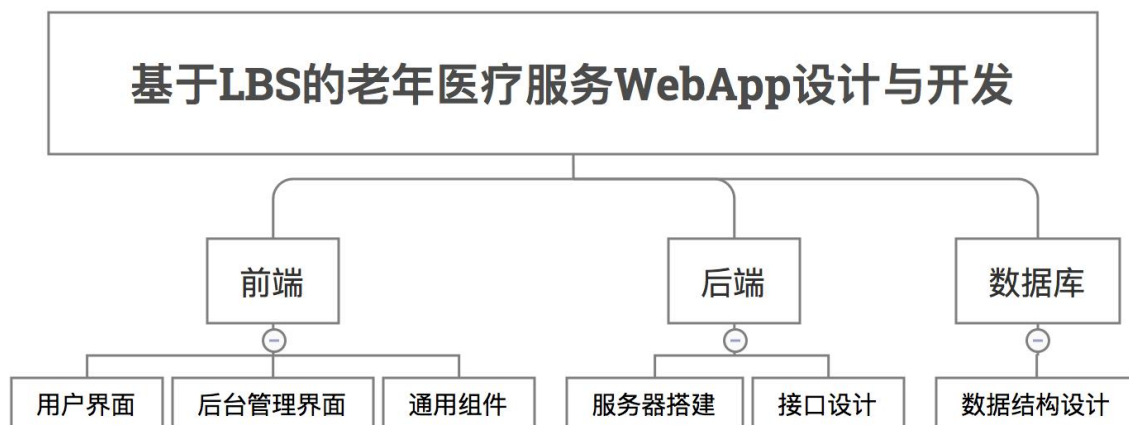 基于LBS的老年医疗服务WebApp设计与开发
前端
后端
数据库
用户界面
后台管理界面
通用组件
服务器搭建
接口设计
数据结构设计